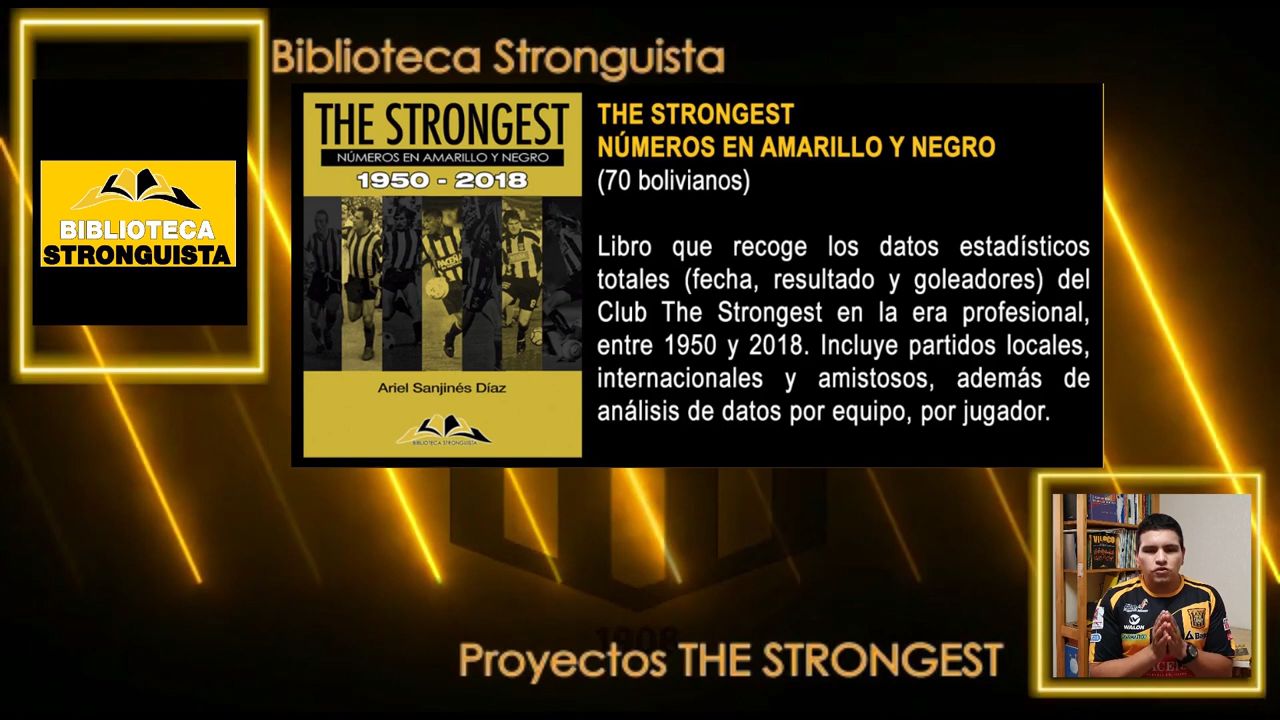 Biblioteca Stronguista
BIBLIOTECA
STRONGUISTA
THE STRONGEST
NÚMEROS EN AMARILLO Y NEGRO
1950 - 2018
Ariel Sanjinés Díaz
BIBLIOTECA STRONGUISTA
THE STRONGEST
NÚMEROS EN AMARILLO Y NEGRO
(70 bolivianos)
Libro que recoge los datos estadísticos
totales (fecha, resultado y goleadores) del
Club The Strongest en la era profesional,
entre 1950 y 2018. Incluye partidos locales,
internacionales y amistosos, además de
análisis de datos por equipo, por jugador.
1908
Proyectos THE STRONGEST
VILOCO
WALON